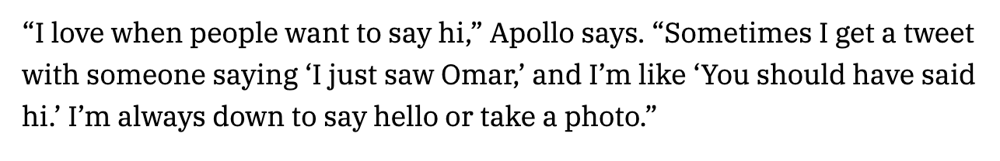 “I love when people want to say hi,” Apollo says. “Sometimes I get a tweet
with someone saying ‘I just saw Omar,’ and I’m like ‘You should have said
hi.’ I’m always down to say hello or take a photo.”